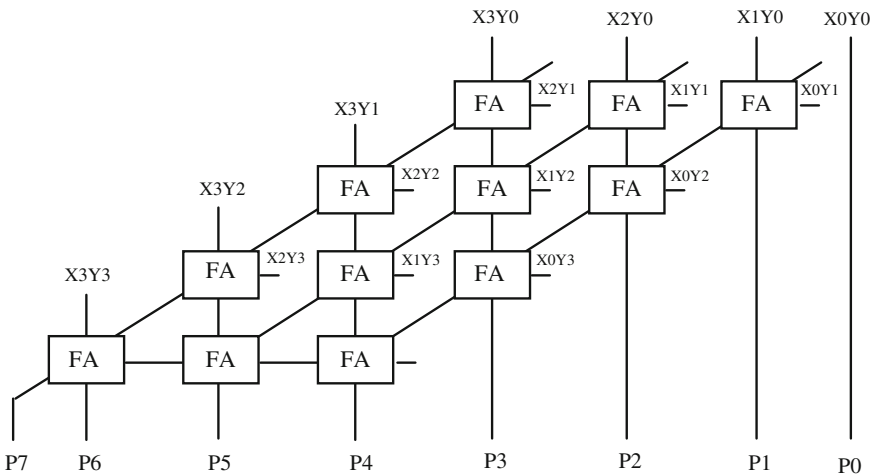 X3Y0 X2Y0 X1Y0 X0Y0
FA X2Y1 FA X1Y1 FA X0Y1
X3Y1
FA X2Y2 FA X1Y2 FA X0Y2
X3Y2
FA X2Y3 FA X1Y3 FA X0Y3
X3Y3
FA FA FA
P7 P6 P5 P4 P3 P2 P1 P0